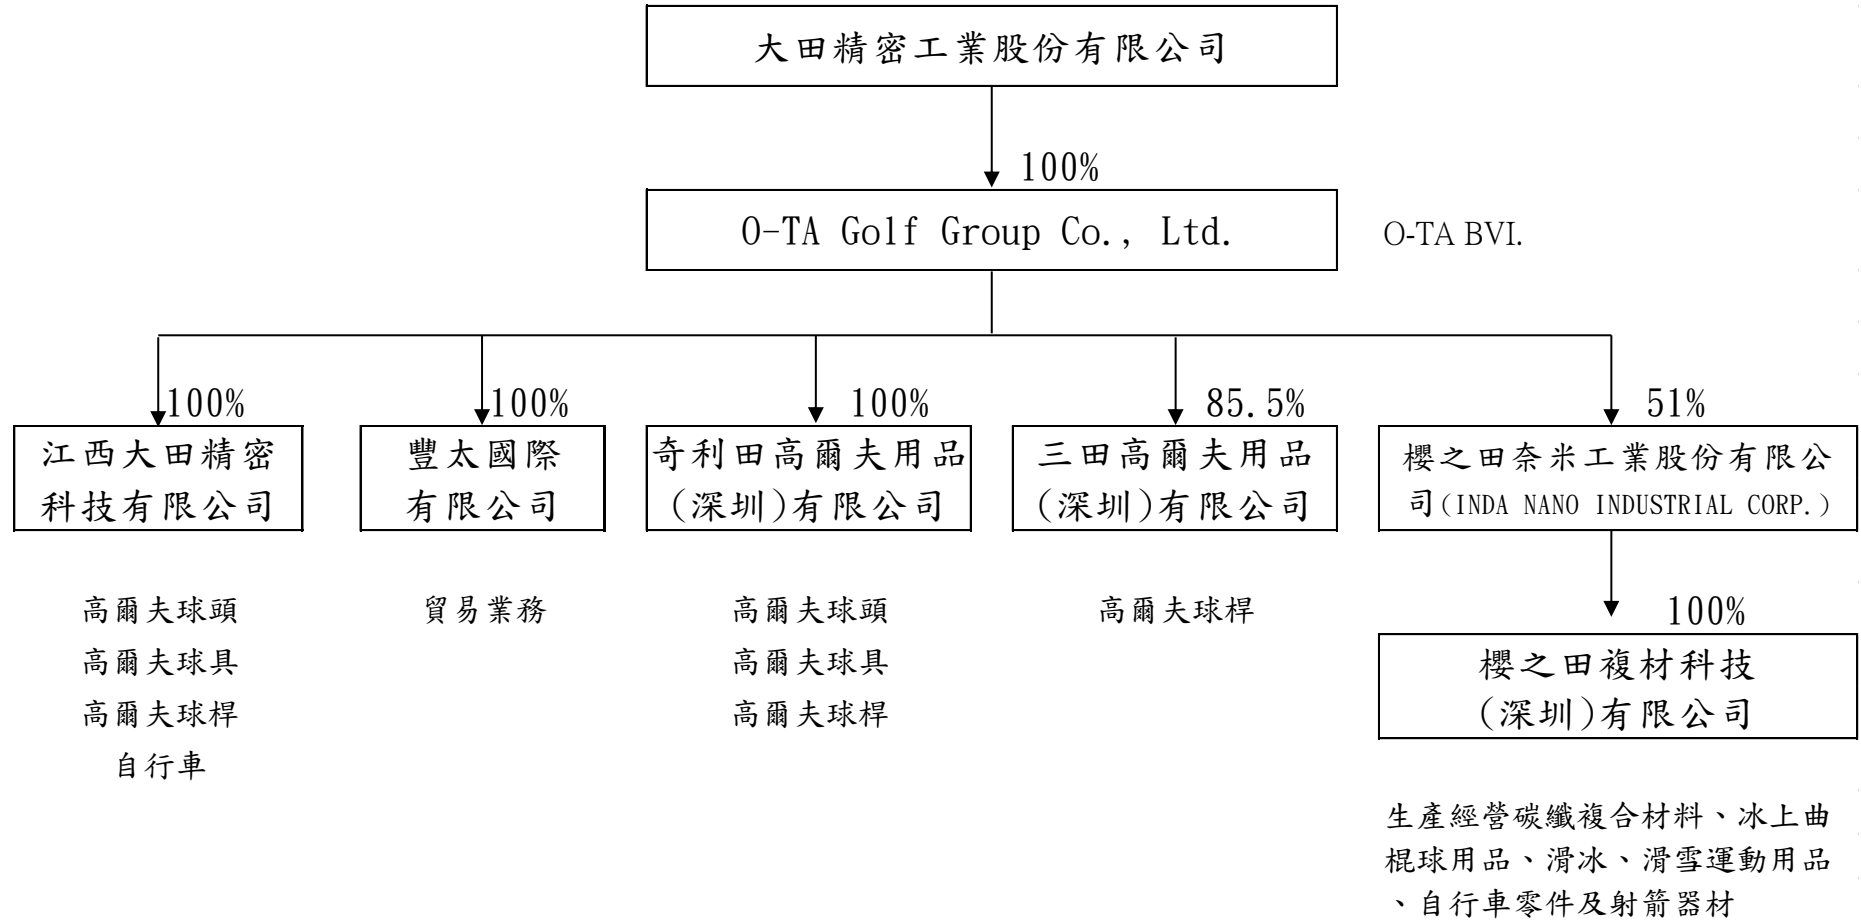 大田精密工業股份有限公司
100%
O-TA Golf Group Co., Ltd.
O-TA BVI.
100%
100%
100%
85.5%
51%
江西大田精密
科技有限公司
豐太國際
有限公司
奇利田高爾夫用品
(深圳)有限公司
三田高爾夫用品
(深圳)有限公司
櫻之田奈米工業股份有限公
司(INDA NANO INDUSTRIAL CORP.)
高爾夫球頭
高爾夫球具
高爾夫球桿
自行車
貿易業務
高爾夫球頭
高爾夫球具
高爾夫球桿
高爾夫球桿
100%
櫻之田複材科技
(深圳)有限公司
生產經營碳纖複合材料、冰上曲
棍球用品、滑冰、滑雪運動用品
、自行車零件及射箭器材